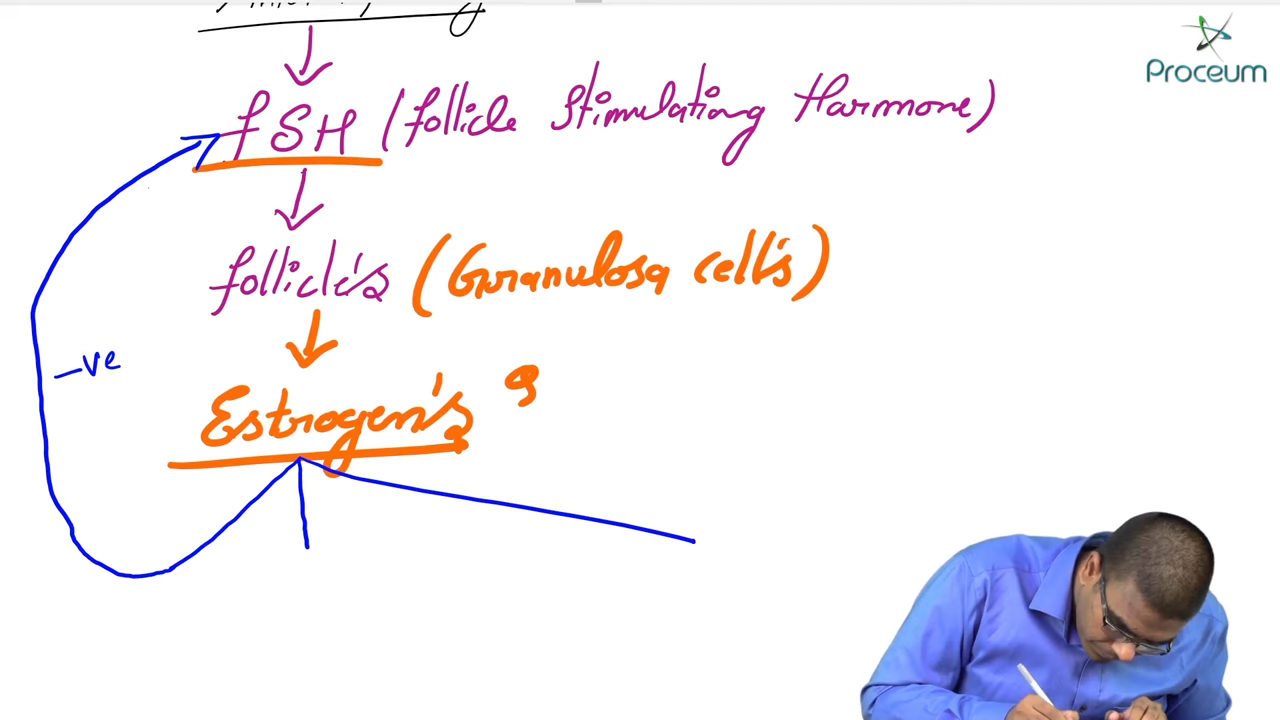 Proceum
FSH (follicle Stimulating Harmone)
follicle's (Granulosa cell's)
-ve
Estrogen's